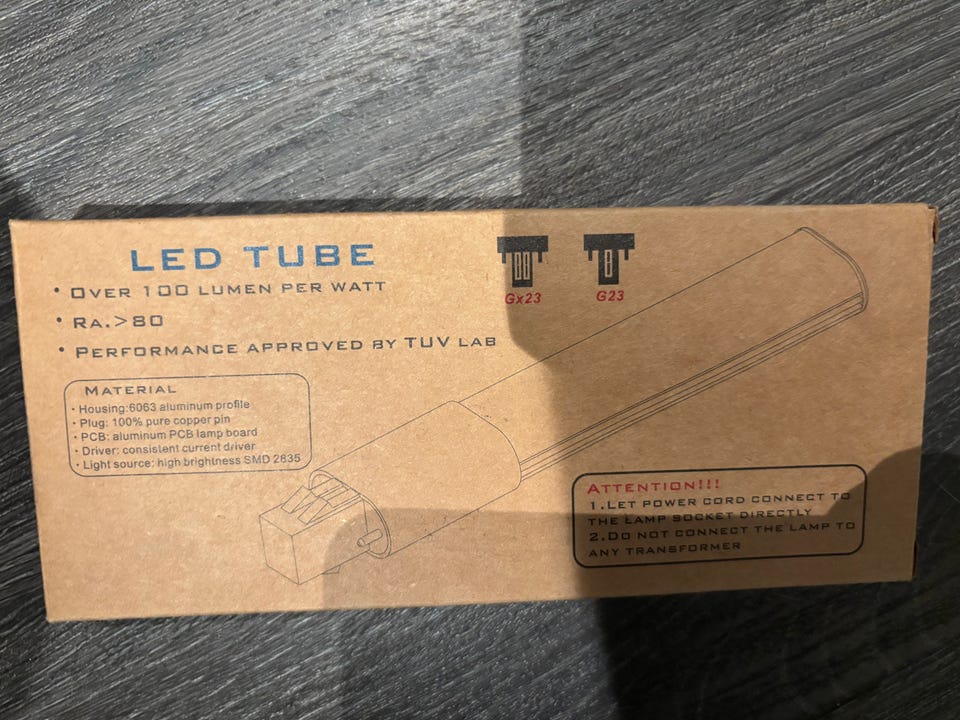 LED TUBE
• OVER 100 LUMEN PER WATT
• RA.>80
• PERFORMANCE APPROVED BY TUV LAB
Gx23 G23
MATERIAL
• Housing:6063 aluminum profile
• Plug: 100% pure copper pin
• PCB: aluminum PCB lamp board
• Driver: consistent current driver
• Light source: high brightness SMD 2835
ATTENTION!!!
1.LET POWER CORD CONNECT TO
THE LAMP SOCKET DIRECTLY
2.DO NOT CONNECT THE LAMP TO
ANY TRANSFORMER